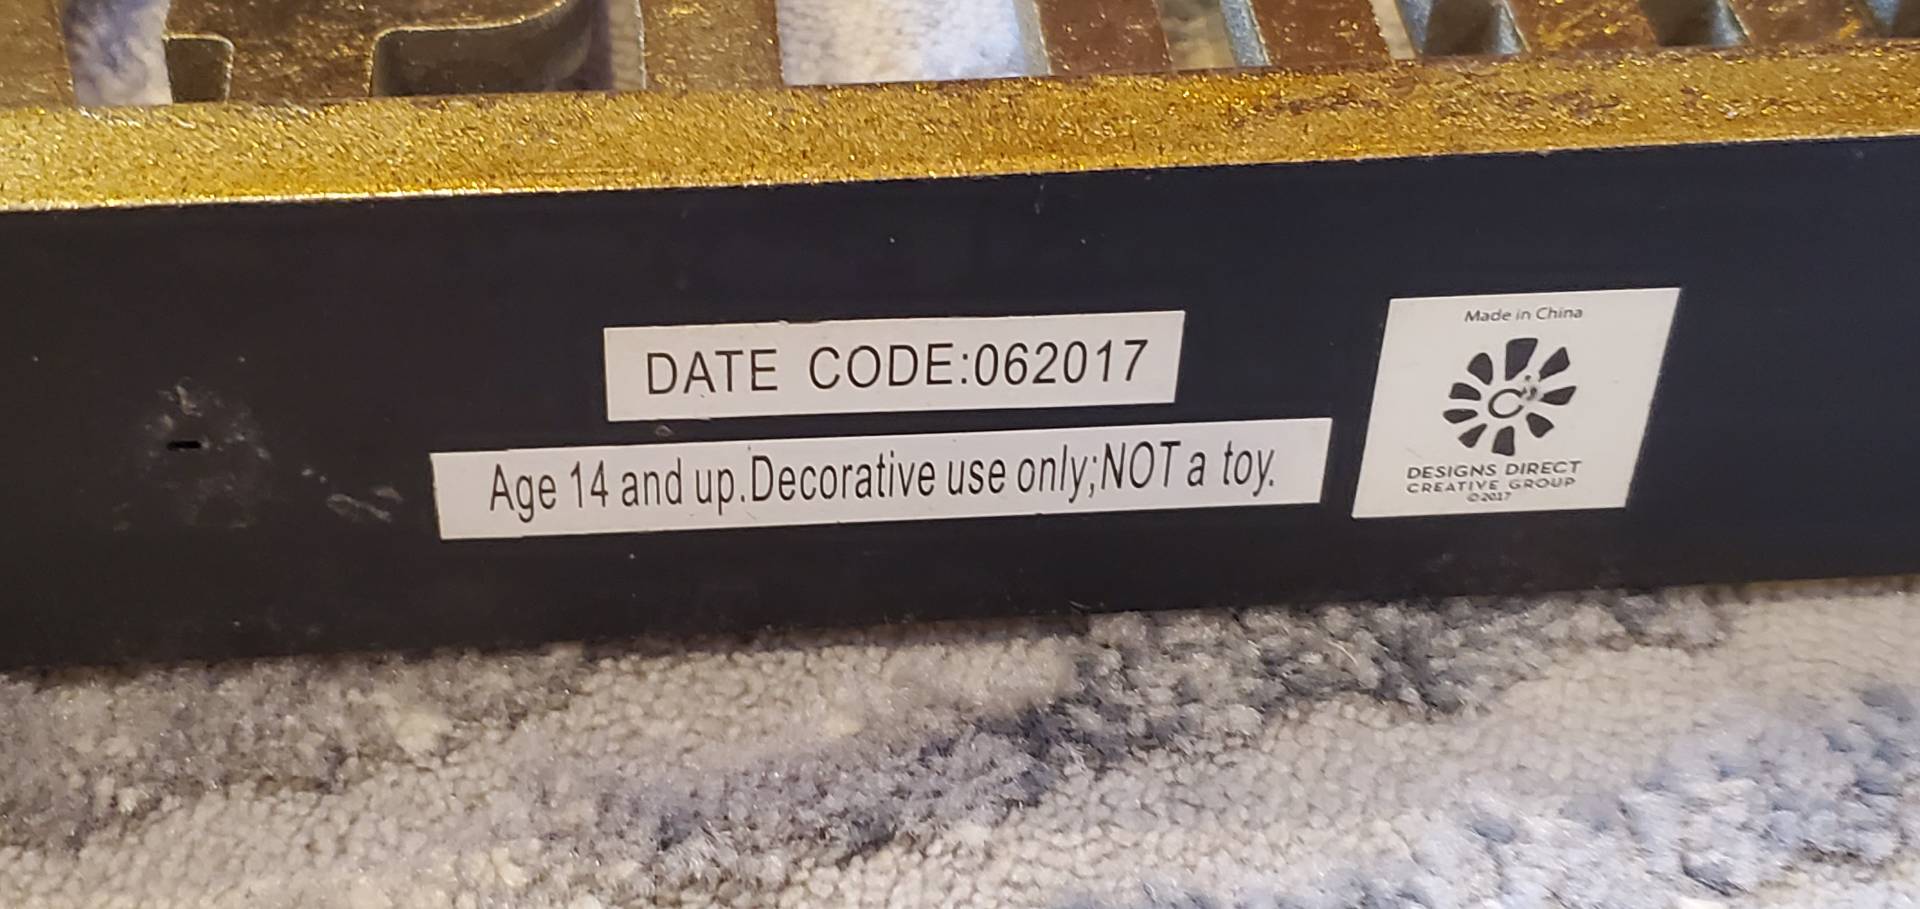 DATE CODE:062017
Age 14 and up.Decorative use only;NOT a toy.
Made in China
C
DESIGNS DIRECT
CREATIVE GROUP
©2017